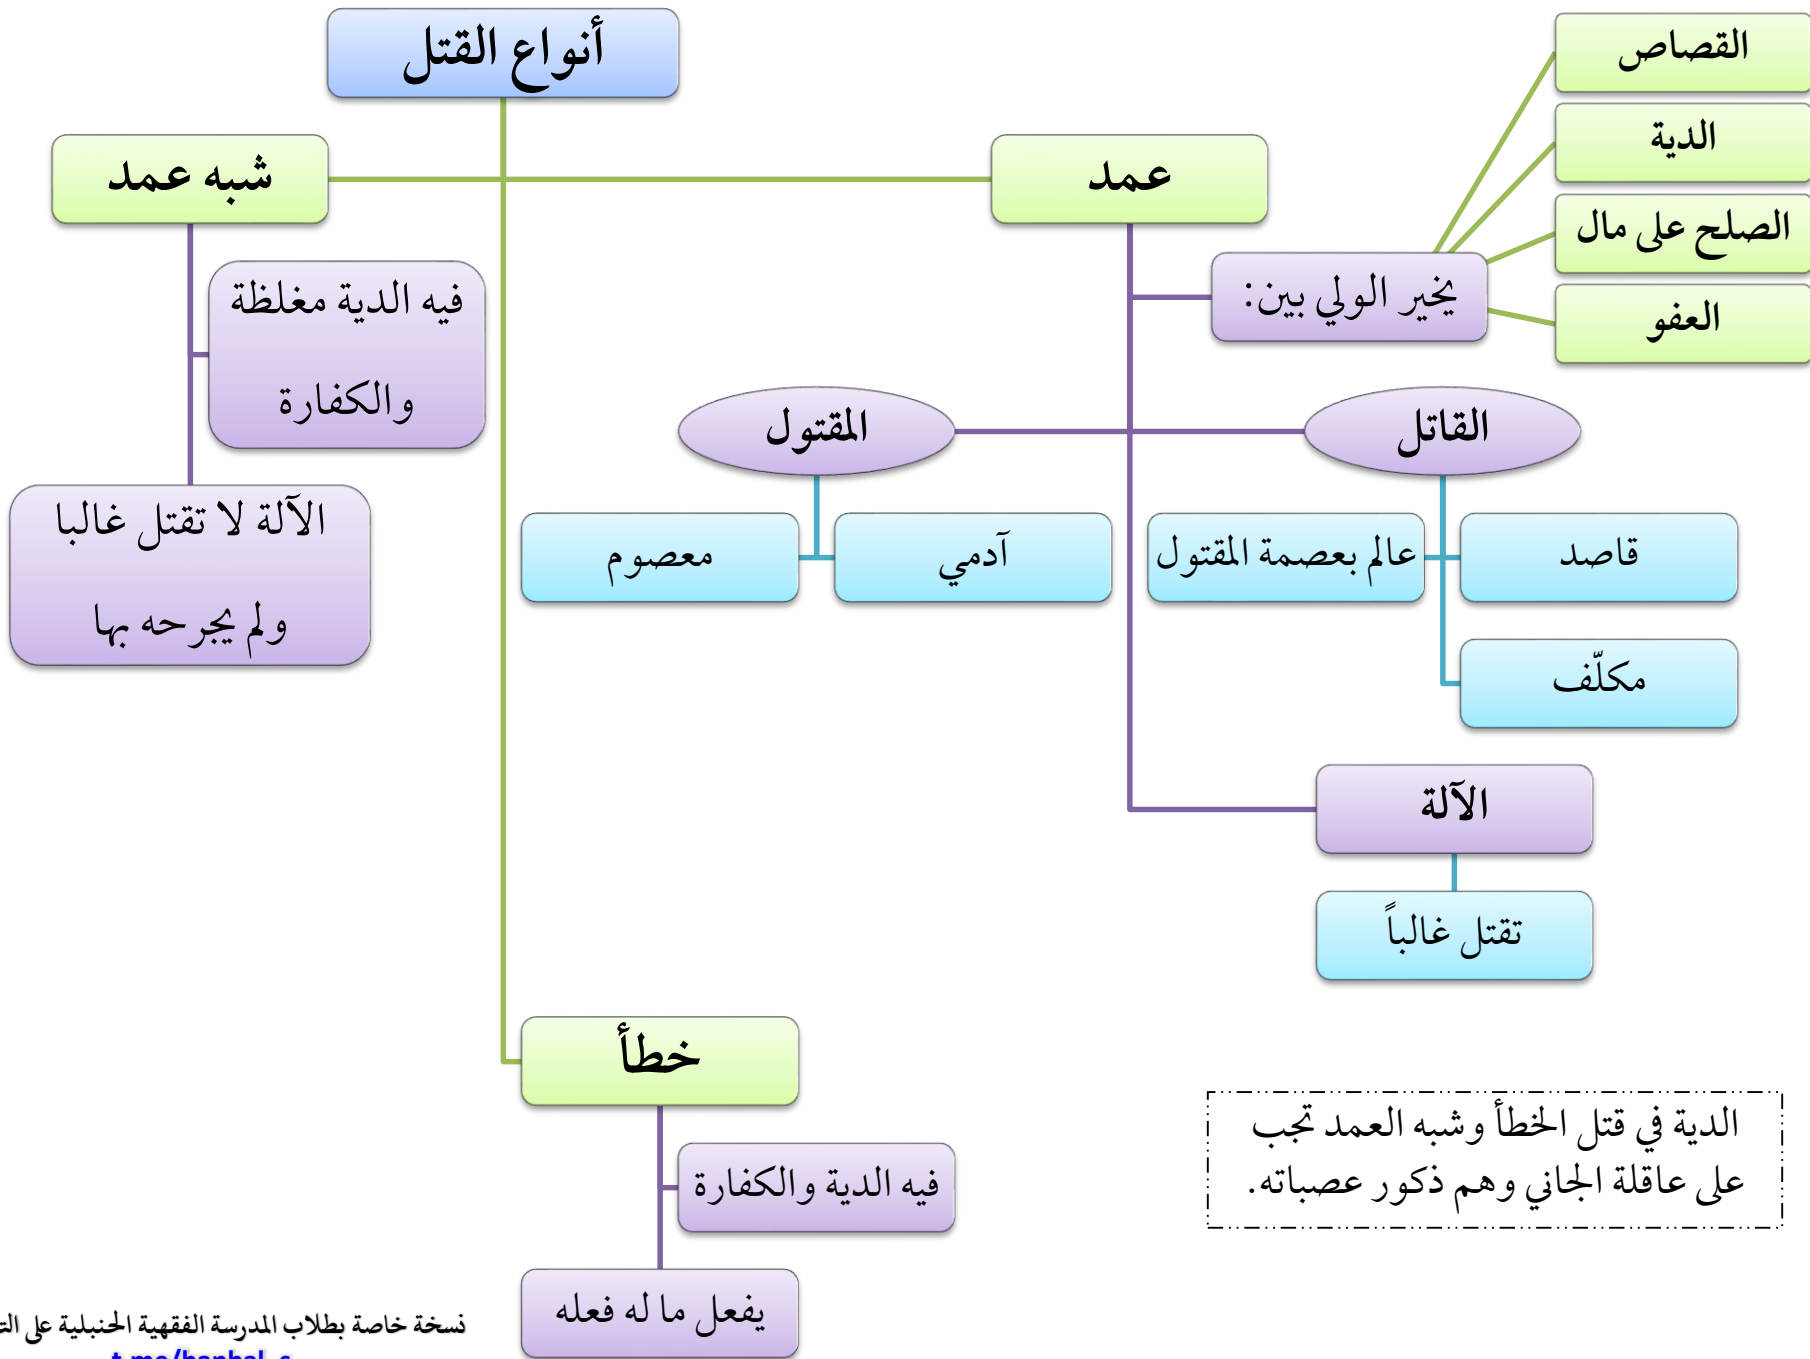 أنواع القتل
عمد
يخير الولي بين:
القصاص
الدية
الصلح على مال
العفو
القاتل
قاصد
عالم بعصمة المقتول
مكلّف
المقتول
آدمي
معصوم
الآلة
تقتل غالباً
شبه عمد
فيه الدية مغلظة
والكفارة
الآلة لا تقتل غالبا
ولم يجرحه بها
خطأ
فيه الدية والكفارة
يفعل ما له فعله
الدية في قتل الخطأ وشبه العمد تجب
على عاقلة الجاني وهم ذكور عصباته.
نسخة خاصة بطلاب المدرسة الفقهية الحنبلية على